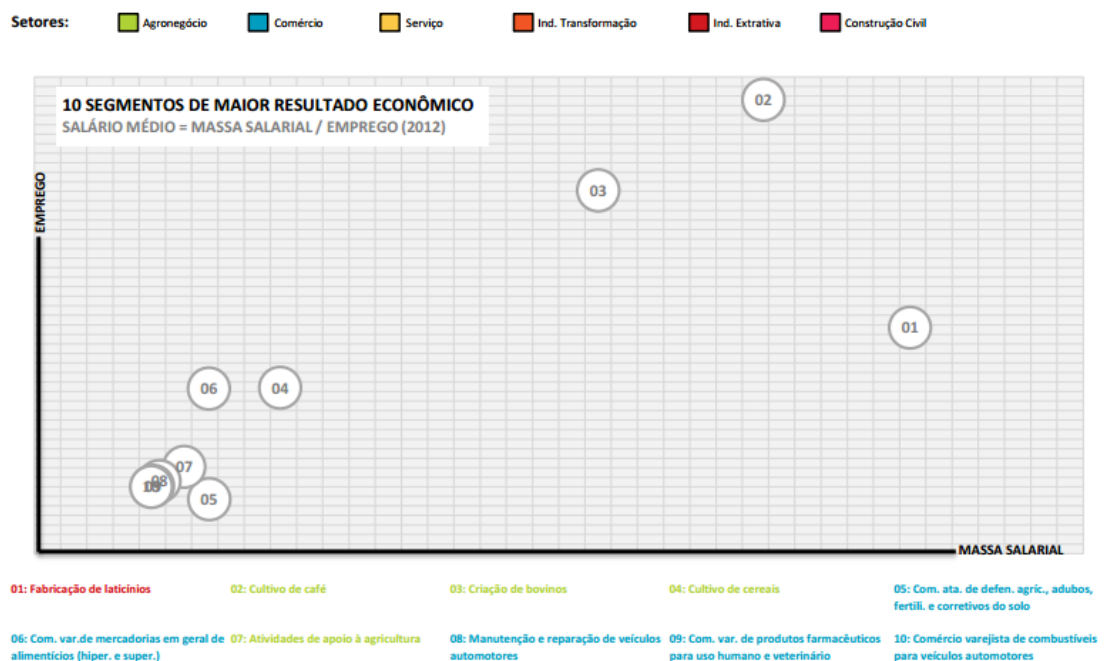 Setores:
Agronegócio
Comércio
Serviço
Ind. Transformação
Ind. Extrativa
Construção Civil
10 SEGMENTOS DE MAIOR RESULTADO ECONÔMICO
SALÁRIO MÉDIO = MASSA SALARIAL / EMPREGO (2012)
EMPREGO
02
03
01
06
04
07
08
05
MASSA SALARIAL
01: Fabricação de laticínios
02: Cultivo de café
03: Criação de bovinos
04: Cultivo de cereais
05: Com. ata. de defen. agríc., adubos,
fertili. e corretivos do solo
06: Com. var.de mercadorias em geral de
alimentícios (hiper. e super.)
07: Atividades de apoio à agricultura
08: Manutenção e reparação de veículos
automotores
09: Com. var. de produtos farmacêuticos
para uso humano e veterinário
10: Comércio varejista de combustíveis
para veículos automotores